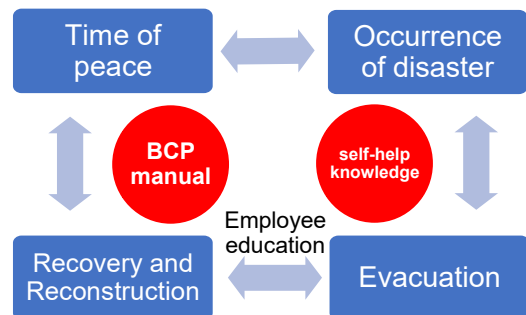 Time of
peace
Occurrence
of disaster
BCP
manual
self-help
knowledge
Employee
education
Recovery and
Reconstruction
Evacuation